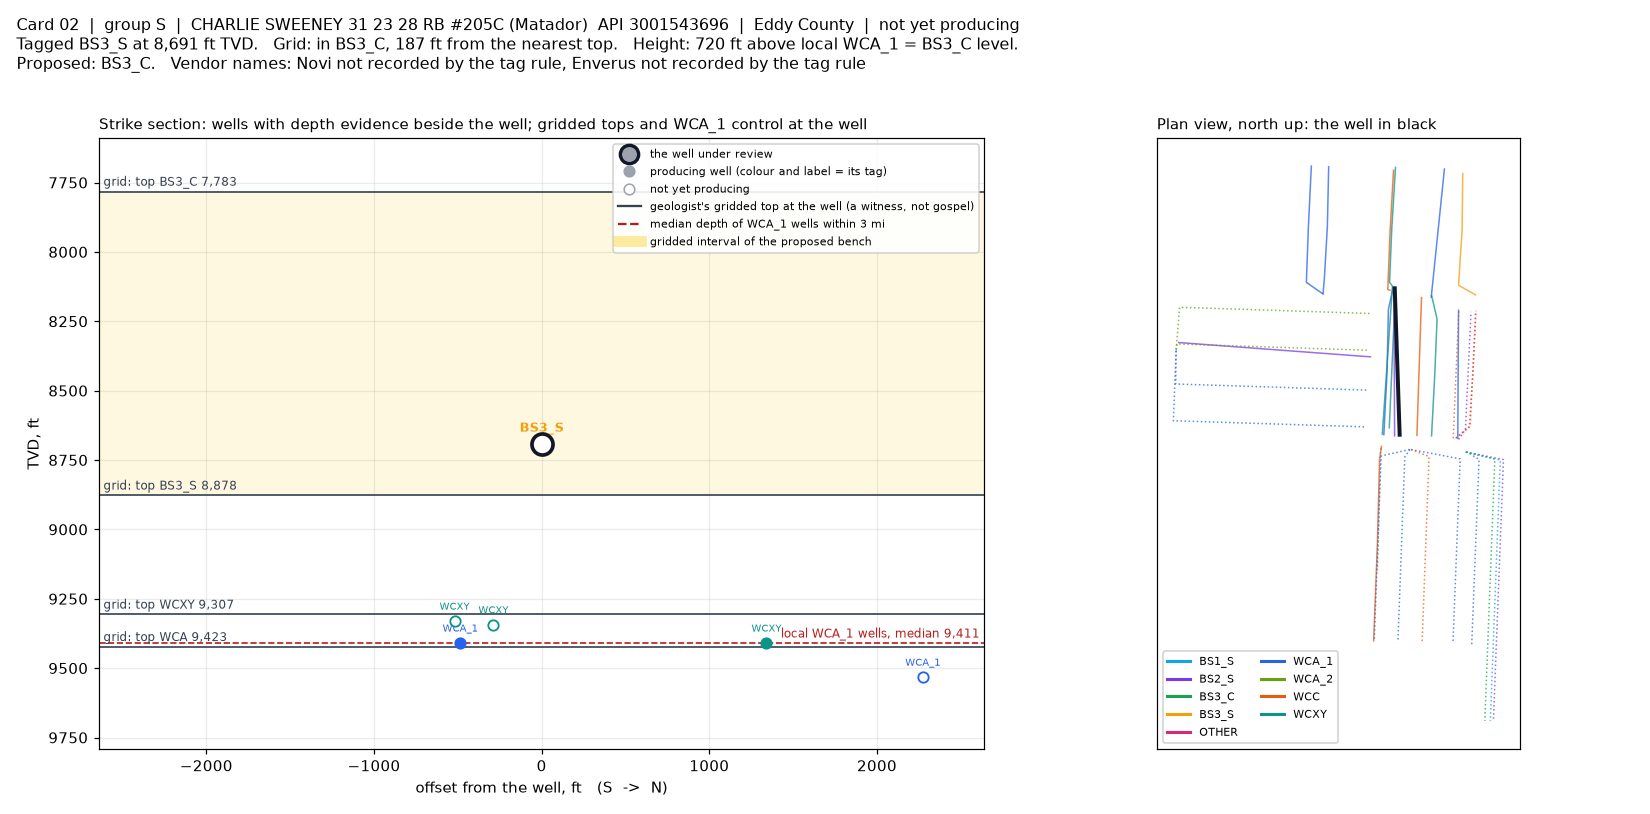 Card 02 | group S | CHARLIE SWEENEY 31 23 28 RB #205C (Matador) API 3001543696 | Eddy County | not yet producing
Tagged BS3_S at 8,691 ft TVD. Grid: in BS3_C, 187 ft from the nearest top. Height: 720 ft above local WCA_1 = BS3_C level.
Proposed: BS3_C. Vendor names: Novi not recorded by the tag rule, Enverus not recorded by the tag rule
Strike section: wells with depth evidence beside the well; gridded tops and WCA_1 control at the well
the well under review
producing well (colour and label = its tag)
not yet producing
geologist's gridded top at the well (a witness, not gospel)
median depth of WCA_1 wells within 3 mi
gridded interval of the proposed bench
grid: top BS3_C 7,783
BS3_S
grid: top BS3_S 8,878
grid: top WCXY 9,307
WCXY
WCXY
WCA_1
WCXY
grid: top WCA 9,423
local WCA_1 wells, median 9,411
WCA_1
7750
8000
8250
8500
8750
9000
9250
9500
9750
TVD, ft
−2000
−1000
0
1000
2000
offset from the well, ft (S -> N)
Plan view, north up: the well in black
BS1_S
BS2_S
BS3_C
BS3_S
OTHER
WCA_1
WCA_2
WCC
WCXY